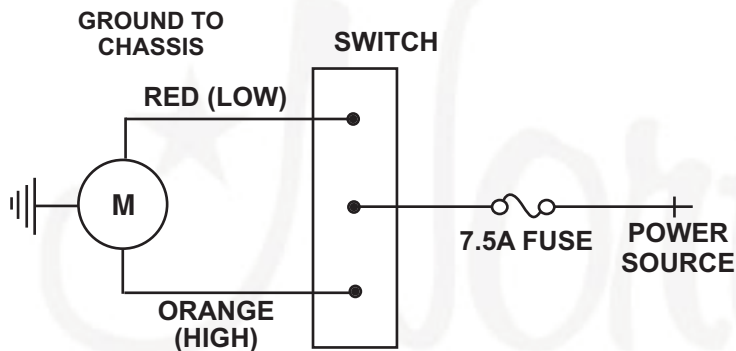 GROUND TO
CHASSIS
SWITCH
RED (LOW)
M
7.5A FUSE
POWER
SOURCE
ORANGE
(HIGH)